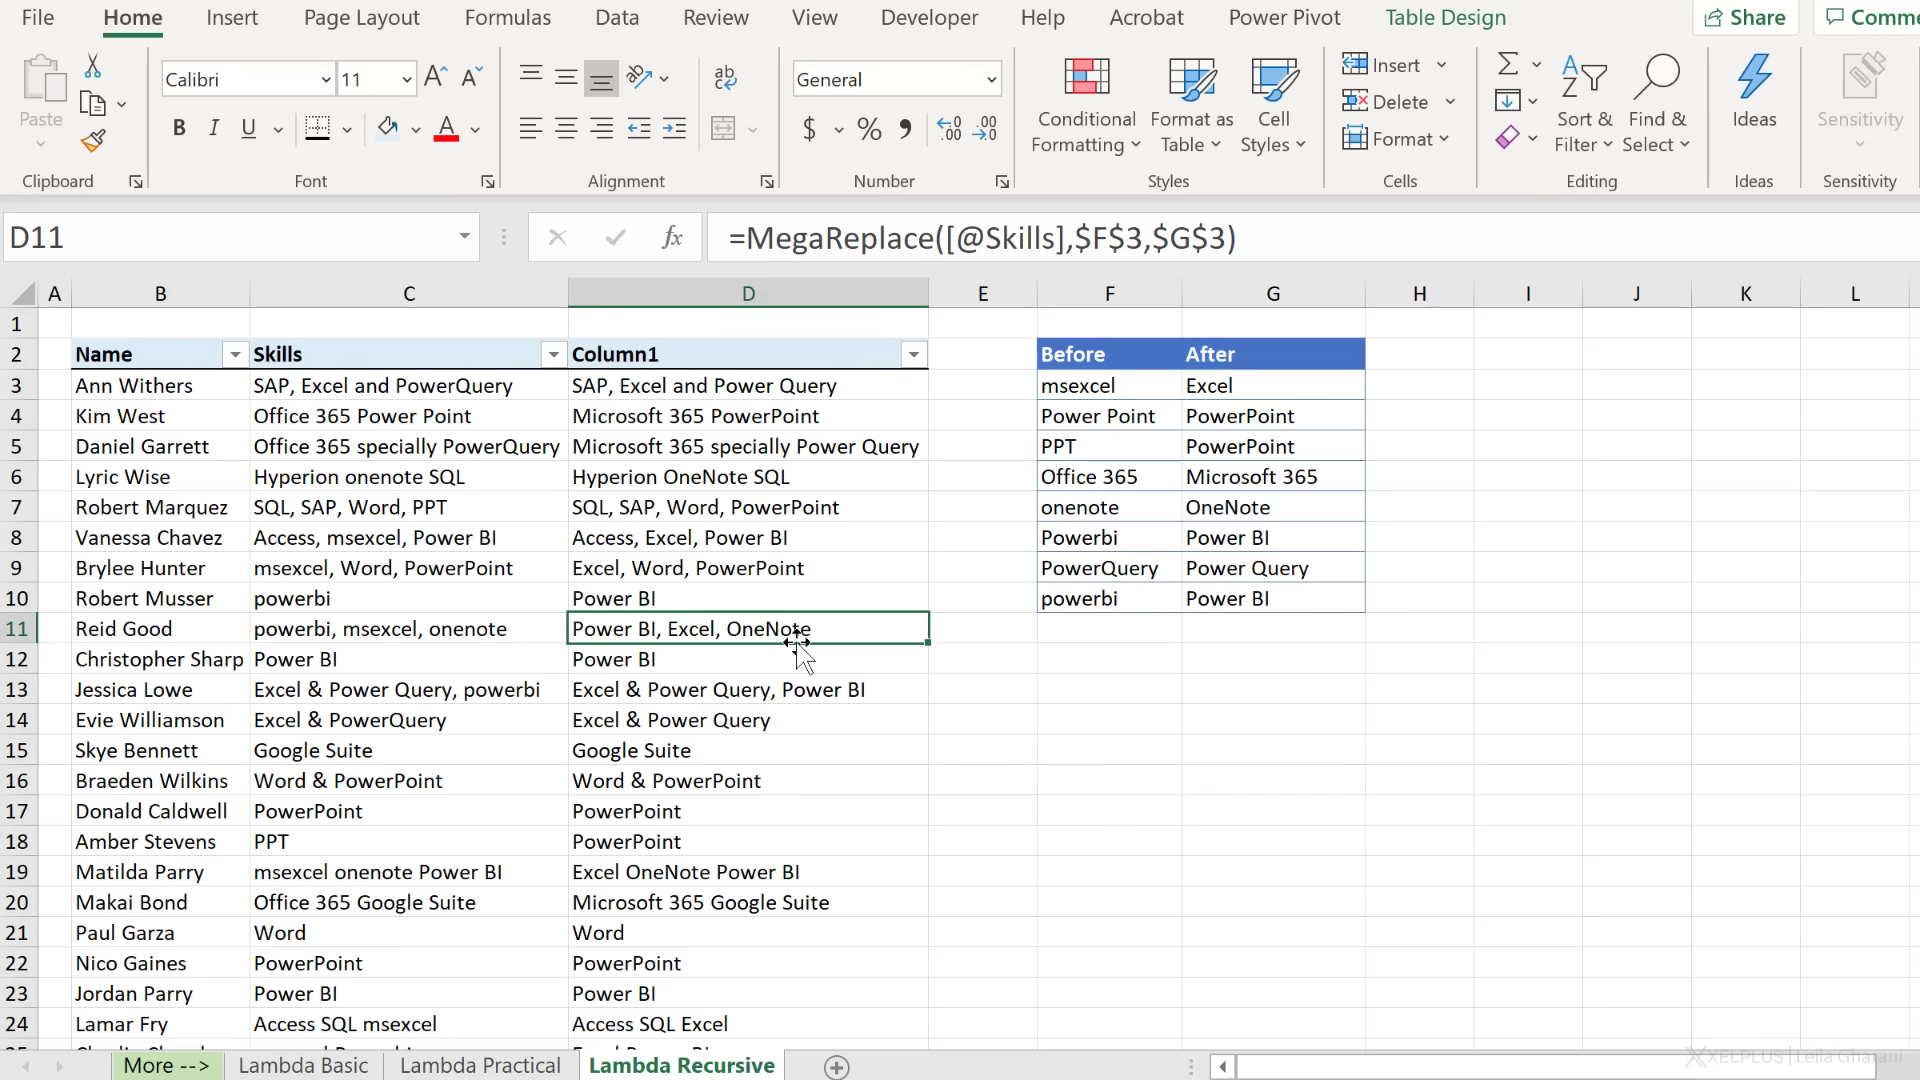 File Home Insert Page Layout Formulas Data Review View Developer Help Acrobat Power Pivot Table Design Share
Calibri 11 General
Paste
B I U
Conditional Formatting
Format as Table
Cell Styles
Insert
Delete
Format
Sort & Filter
Find & Select
Ideas
Sensitivity
Clipboard Font Alignment Number Styles Cells Editing Ideas Sensitivity
D11 fx =MegaReplace([@Skills],$F$3,$G$3)
A B C D E F G H I J K L
1
2 Name Skills Column1 Before After
3 Ann Withers SAP, Excel and PowerQuery SAP, Excel and Power Query msexcel Excel
4 Kim West Office 365 Power Point Microsoft 365 PowerPoint Power Point PowerPoint
5 Daniel Garrett Office 365 specially PowerQuery Microsoft 365 specially Power Query PPT PowerPoint
6 Lyric Wise Hyperion onenote SQL Hyperion OneNote SQL Office 365 Microsoft 365
7 Robert Marquez SQL, SAP, Word, PPT SQL, SAP, Word, PowerPoint onenote OneNote
8 Vanessa Chavez Access, msexcel, Power BI Access, Excel, Power BI Powerbi Power BI
9 Brylee Hunter msexcel, Word, PowerPoint Excel, Word, PowerPoint PowerQuery Power Query
10 Robert Musser powerbi Power BI powerbi Power BI
11 Reid Good powerbi, msexcel, onenote Power BI, Excel, OneNote
12 Christopher Sharp Power BI Power BI
13 Jessica Lowe Excel & Power Query, powerbi Excel & Power Query, Power BI
14 Evie Williamson Excel & PowerQuery Excel & Power Query
15 Skye Bennett Google Suite Google Suite
16 Braeden Wilkins Word & PowerPoint Word & PowerPoint
17 Donald Caldwell PowerPoint PowerPoint
18 Amber Stevens PPT PowerPoint
19 Matilda Parry msexcel onenote Power BI Excel OneNote Power BI
20 Makai Bond Office 365 Google Suite Microsoft 365 Google Suite
21 Paul Garza Word Word
22 Nico Gaines PowerPoint PowerPoint
23 Jordan Parry Power BI Power BI
24 Lamar Fry Access SQL msexcel Access SQL Excel
More --> Lambda Basic Lambda Practical Lambda Recursive
XELPLUS | Leila Gharani